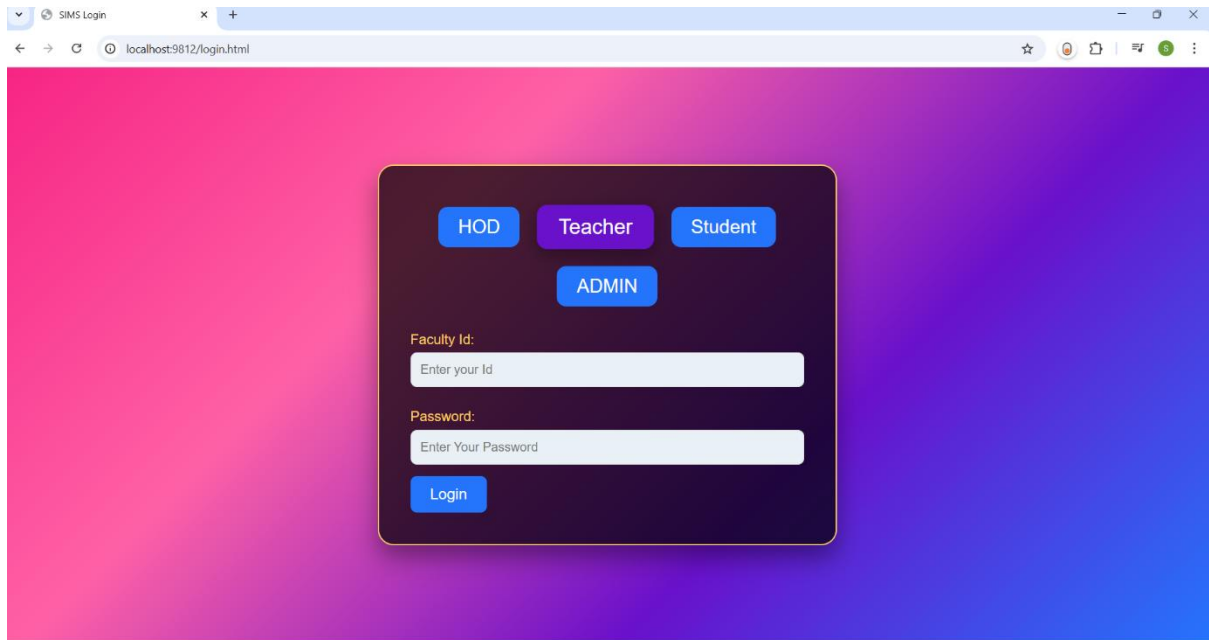 SIMS Login
localhost:9812/login.html
S
HOD Teacher Student
ADMIN
Faculty Id:
Enter your Id
Password:
Enter Your Password
Login